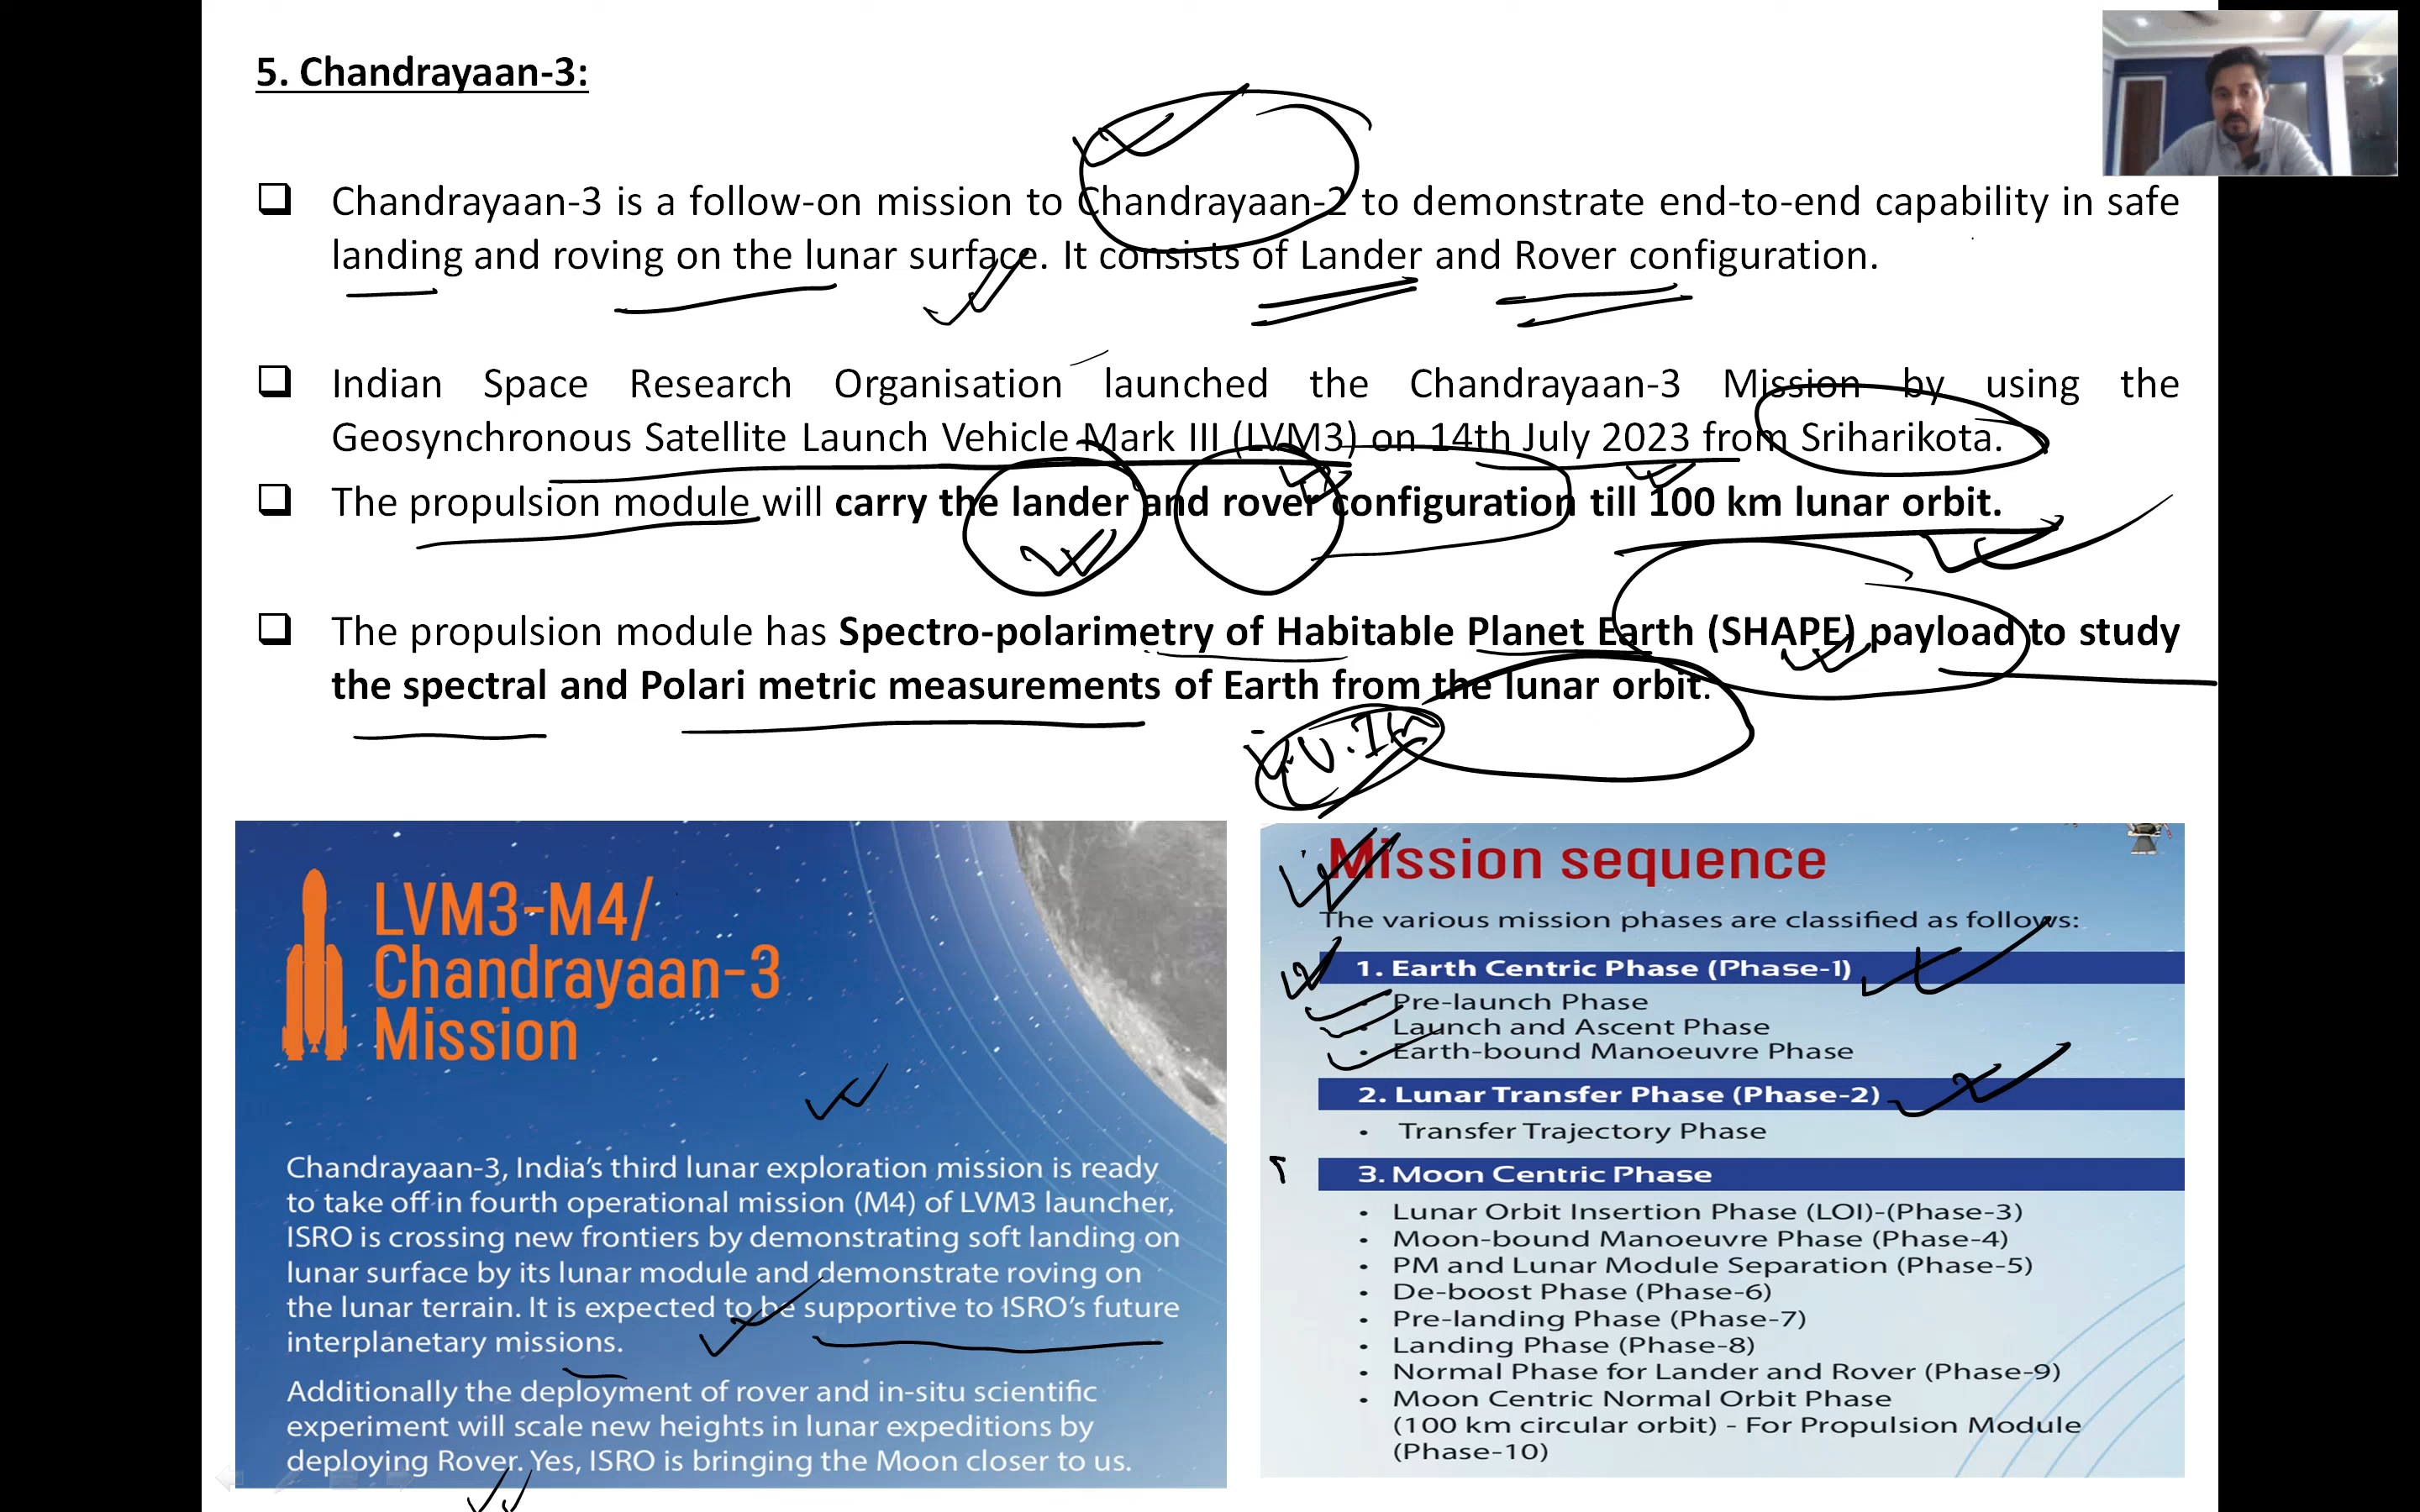 5. Chandrayaan-3:
❑ Chandrayaan-3 is a follow-on mission to Chandrayaan-2 to demonstrate end-to-end capability in safe
landing and roving on the lunar surface. It consists of Lander and Rover configuration.
❑ Indian Space Research Organisation launched the Chandrayaan-3 Mission by using the
Geosynchronous Satellite Launch Vehicle Mark III (LVM3) on 14th July 2023 from Sriharikota.
❑ The propulsion module will carry the lander and rover configuration till 100 km lunar orbit.
❑ The propulsion module has Spectro-polarimetry of Habitable Planet Earth (SHAPE) payload to study
the spectral and Polari metric measurements of Earth from the lunar orbit.
LVM3-M4/
Chandrayaan-3
Mission
Chandrayaan-3, India's third lunar exploration mission is ready
to take off in fourth operational mission (M4) of LVM3 launcher,
ISRO is crossing new frontiers by demonstrating soft landing on
lunar surface by its lunar module and demonstrate roving on
the lunar terrain. It is expected to be supportive to ISRO's future
interplanetary missions.
Additionally the deployment of rover and in-situ scientific
experiment will scale new heights in lunar expeditions by
deploying Rover. Yes, ISRO is bringing the Moon closer to us.
Mission sequence
The various mission phases are classified as follows:
1. Earth Centric Phase (Phase-1)
Pre-launch Phase
• Launch and Ascent Phase
• Earth-bound Manoeuvre Phase
2. Lunar Transfer Phase (Phase-2)
• Transfer Trajectory Phase
3. Moon Centric Phase
• Lunar Orbit Insertion Phase (LOI)-(Phase-3)
• Moon-bound Manoeuvre Phase (Phase-4)
• PM and Lunar Module Separation (Phase-5)
• De-boost Phase (Phase-6)
• Pre-landing Phase (Phase-7)
• Landing Phase (Phase-8)
• Normal Phase for Lander and Rover (Phase-9)
• Moon Centric Normal Orbit Phase
(100 km circular orbit) - For Propulsion Module
(Phase-10)